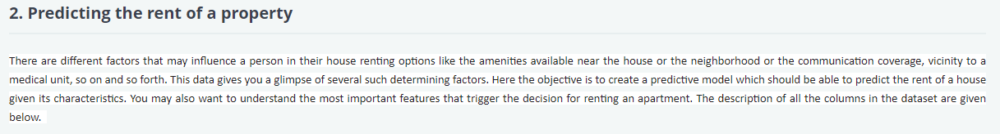 2. Predicting the rent of a property
There are different factors that may influence a person in their house renting options like the amenities available near the house or the neighborhood or the communication coverage, vicinity to a
medical unit, so on and so forth. This data gives you a glimpse of several such determining factors. Here the objective is to create a predictive model which should be able to predict the rent of a house
given its characteristics. You may also want to understand the most important features that trigger the decision for renting an apartment. The description of all the columns in the dataset are given
below.